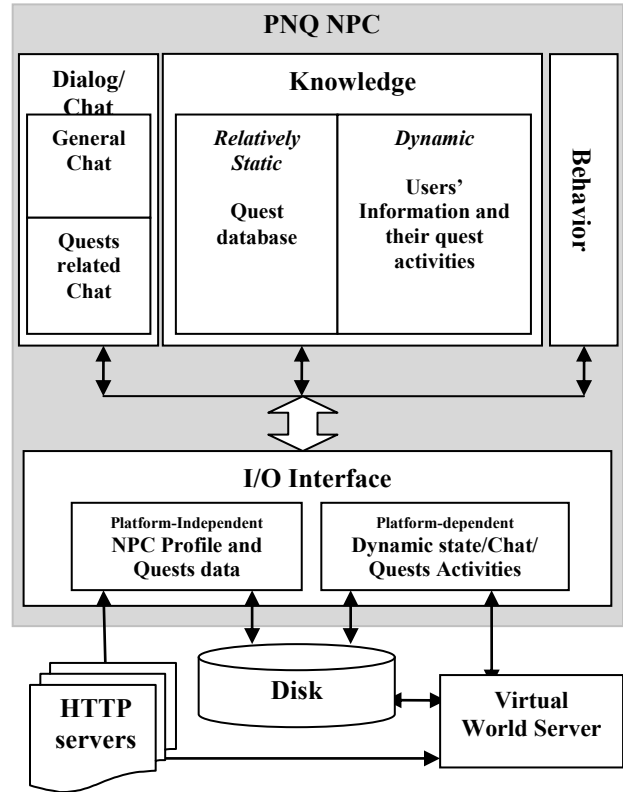 PNQ NPC
Dialog/
Chat
General
Chat
Quests
related
Chat
Knowledge
Relatively
Static
Quest
database
Dynamic
Users'
Information and
their quest
activities
Behavior
I/O Interface
Platform-Independent
NPC Profile and
Quests data
Platform-dependent
Dynamic state/Chat/
Quests Activities
HTTP
servers
Disk
Virtual
World Server